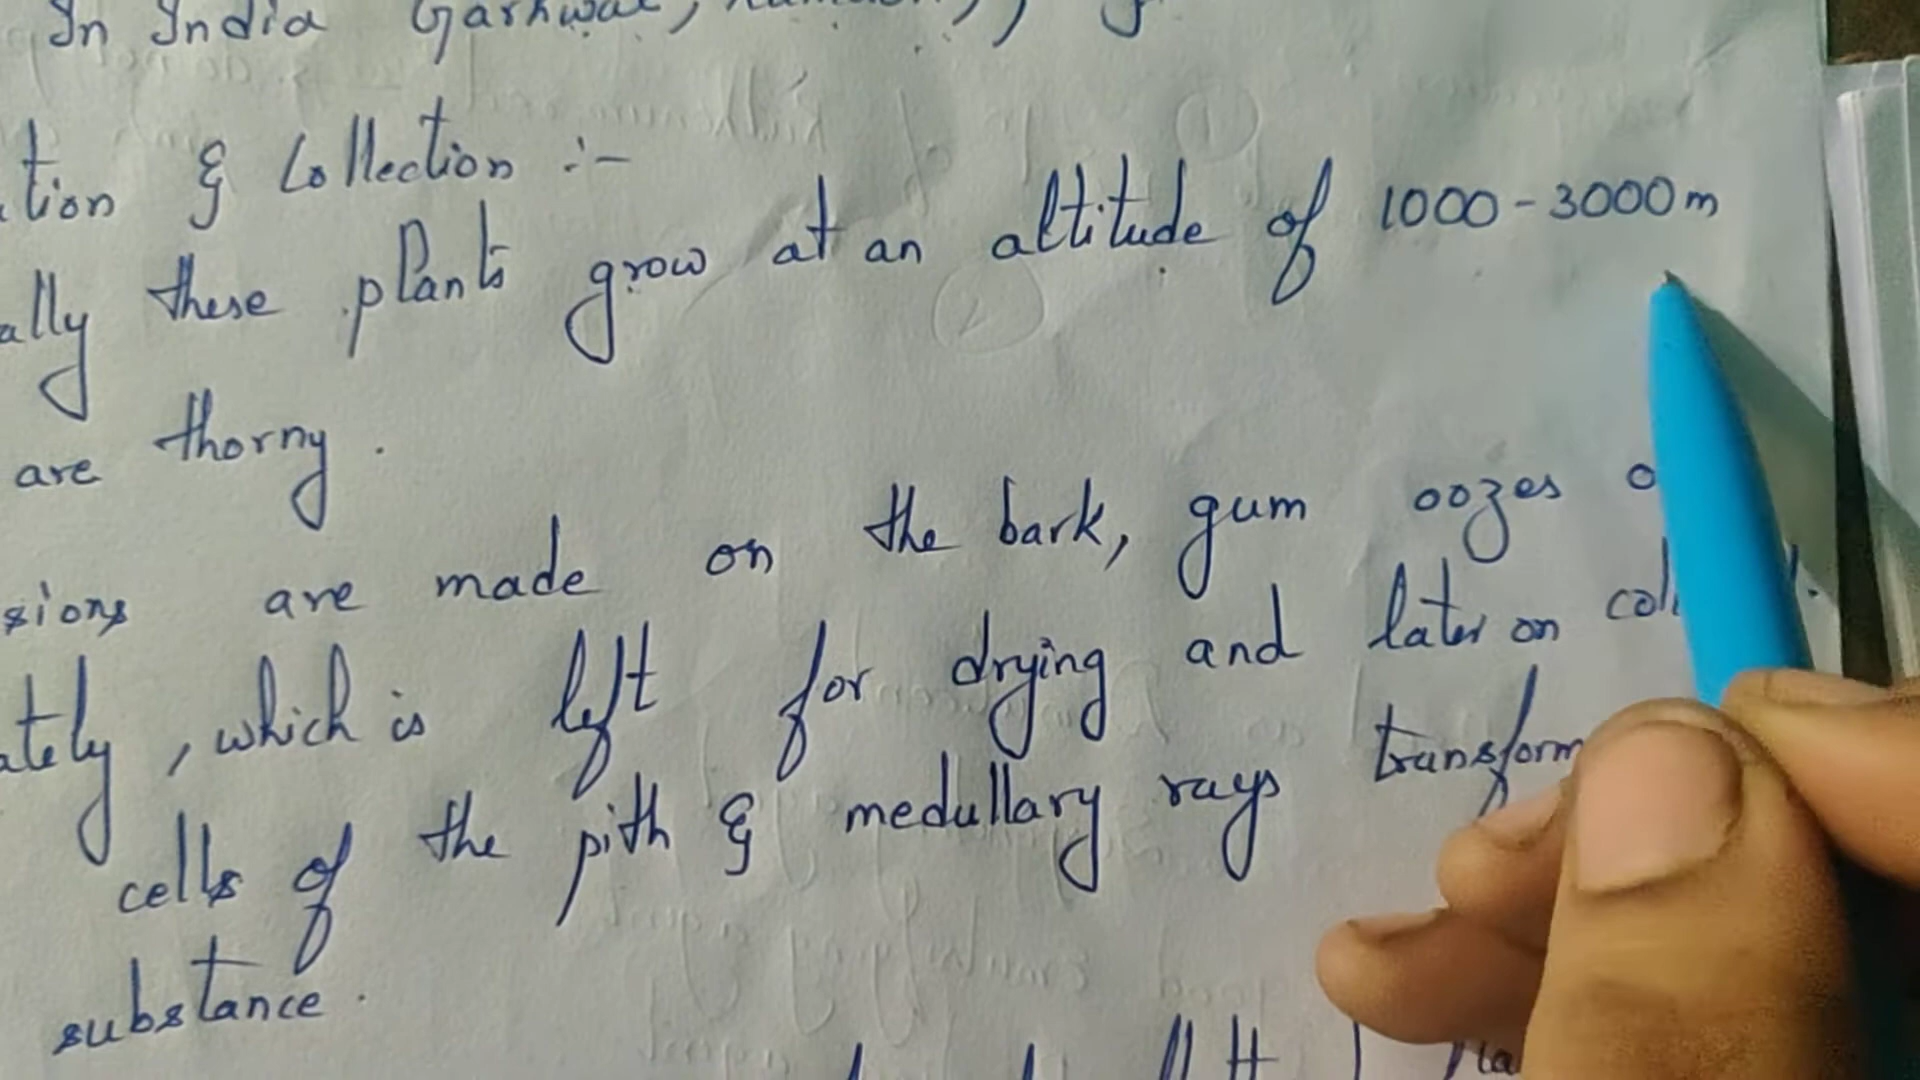 In India Garhwal,
tion & Collection :-
ally these plants grow at an altitude of 1000-3000m
are thorny.
sions are made on the bark, gum oozes o
ately, which is left for drying and later on coll
cells of the pith & medullary rays transform
substance.